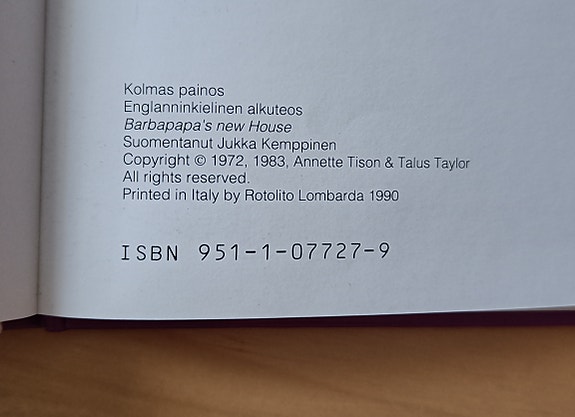 Kolmas painos
Englanninkielinen alkuteos
Barbapapa's new House
Suomentanut Jukka Kemppinen
Copyright © 1972, 1983, Annette Tison & Talus Taylor
All rights reserved.
Printed in Italy by Rotolito Lombarda 1990
ISBN 951-1-07727-9